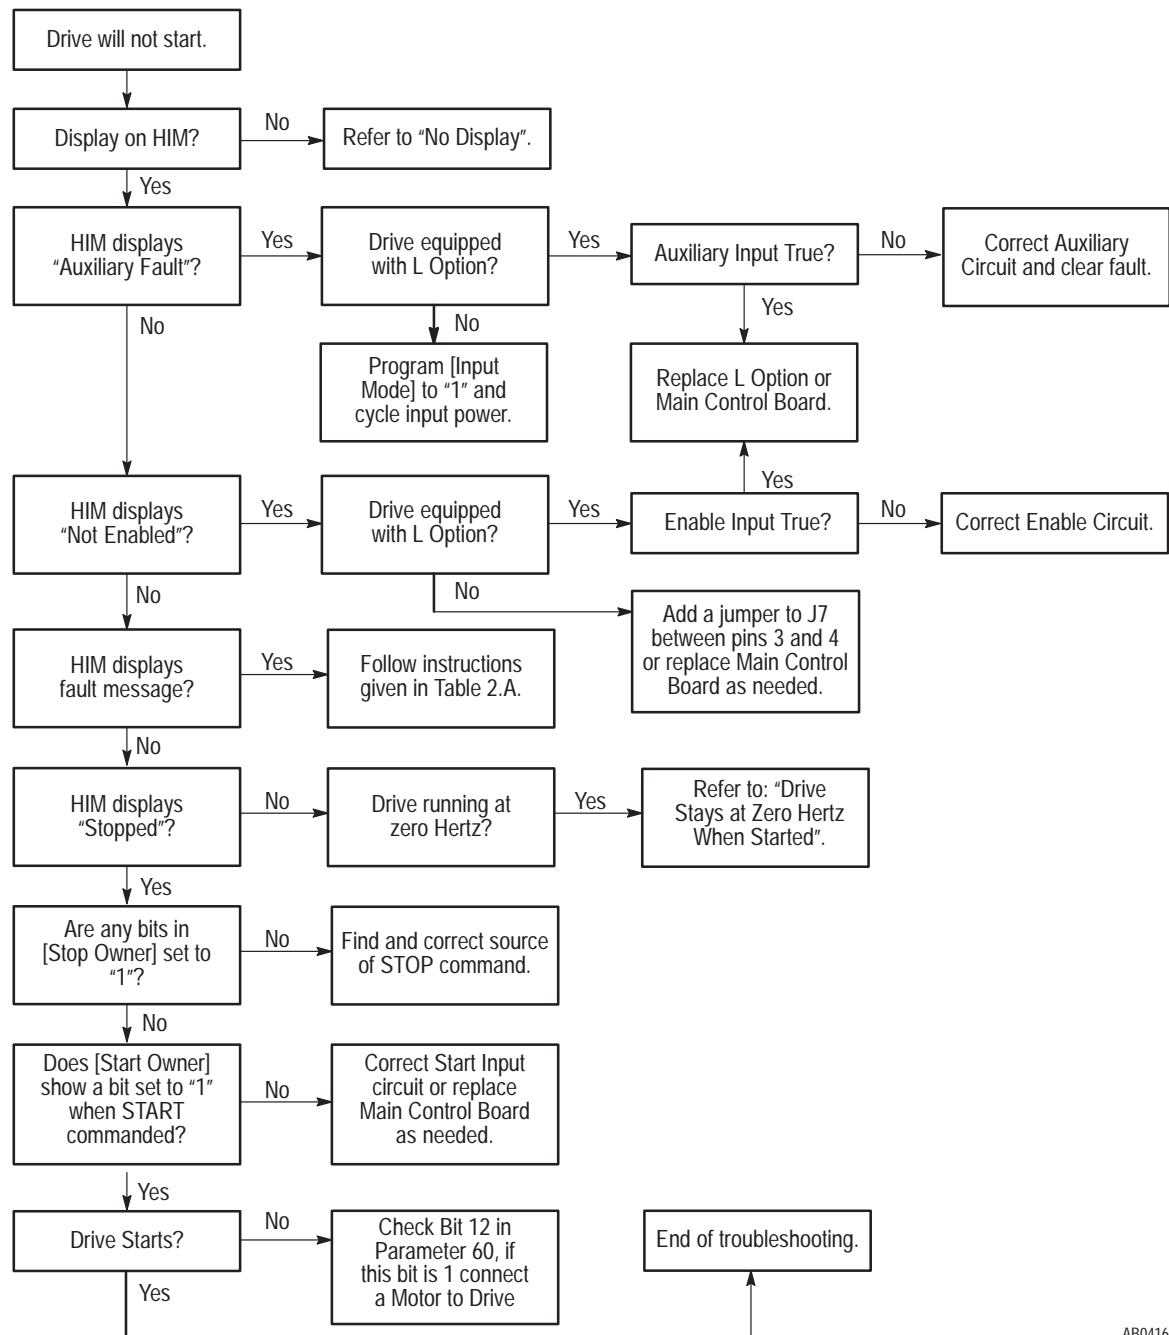 Drive will not start.
Display on HIM?
No
Refer to “No Display”.
Yes
HIM displays
“Auxiliary Fault”?
Yes
Drive equipped
with L Option?
Yes
Auxiliary Input True?
No
Correct Auxiliary
Circuit and clear fault.
No
No
Yes
Program [Input
Mode] to “1” and
cycle input power.
Replace L Option or
Main Control Board.
Yes
HIM displays
“Not Enabled”?
Yes
Drive equipped
with L Option?
Yes
Enable Input True?
No
Correct Enable Circuit.
No
No
Add a jumper to J7
between pins 3 and 4
or replace Main Control
Board as needed.
HIM displays
fault message?
Yes
Follow instructions
given in Table 2.A.
No
HIM displays
“Stopped”?
No
Drive running at
zero Hertz?
Yes
Refer to: “Drive
Stays at Zero Hertz
When Started”.
Yes
Are any bits in
[Stop Owner] set to
“1”?
No
Find and correct source
of STOP command.
No
Does [Start Owner]
show a bit set to “1”
when START
commanded?
No
Correct Start Input
circuit or replace
Main Control Board
as needed.
Yes
Drive Starts?
No
Check Bit 12 in
Parameter 60, if
this bit is 1 connect
a Motor to Drive
End of troubleshooting.
Yes
AB0416